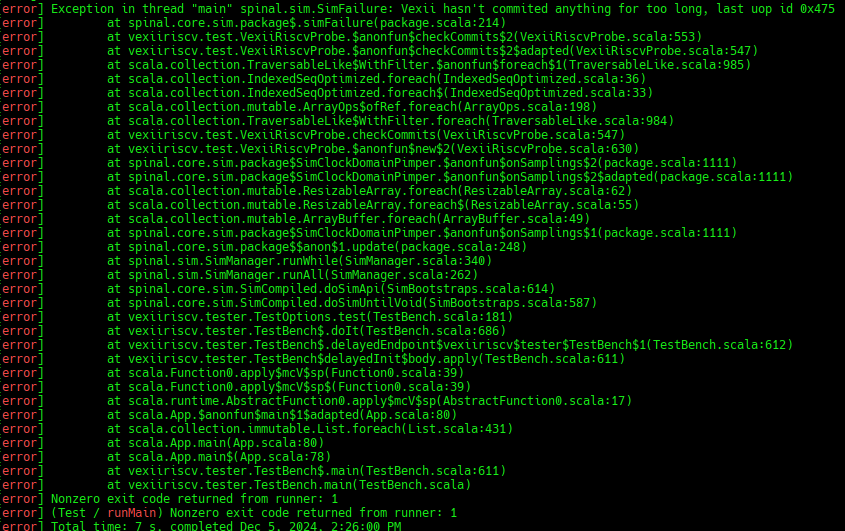 [error] Exception in thread "main" spinal.sim.SimFailure: Vexii hasn't commited anything for too long, last uop id 0x475
[error]         at spinal.core.sim.package$.simFailure(package.scala:214)
[error]         at vexiiriscv.test.VexiiRiscvProbe.$anonfun$checkCommits$2(VexiiRiscvProbe.scala:553)
[error]         at vexiiriscv.test.VexiiRiscvProbe.$anonfun$checkCommits$2$adapted(VexiiRiscvProbe.scala:547)
[error]         at scala.collection.TraversableLike$WithFilter.$anonfun$foreach$1(TraversableLike.scala:985)
[error]         at scala.collection.IndexedSeqOptimized.foreach(IndexedSeqOptimized.scala:36)
[error]         at scala.collection.IndexedSeqOptimized.foreach$(IndexedSeqOptimized.scala:33)
[error]         at scala.collection.mutable.ArrayOps$ofRef.foreach(ArrayOps.scala:198)
[error]         at scala.collection.TraversableLike$WithFilter.foreach(TraversableLike.scala:984)
[error]         at vexiiriscv.test.VexiiRiscvProbe.checkCommits(VexiiRiscvProbe.scala:547)
[error]         at vexiiriscv.test.VexiiRiscvProbe.$anonfun$new$2(VexiiRiscvProbe.scala:630)
[error]         at spinal.core.sim.package$SimClockDomainPimper.$anonfun$onSamplings$2(package.scala:1111)
[error]         at spinal.core.sim.package$SimClockDomainPimper.$anonfun$onSamplings$2$adapted(package.scala:1111)
[error]         at scala.collection.mutable.ResizableArray.foreach(ResizableArray.scala:62)
[error]         at scala.collection.mutable.ResizableArray.foreach$(ResizableArray.scala:55)
[error]         at scala.collection.mutable.ArrayBuffer.foreach(ArrayBuffer.scala:49)
[error]         at spinal.core.sim.package$SimClockDomainPimper.$anonfun$onSamplings$1(package.scala:1111)
[error]         at spinal.core.sim.package$$anon$1.update(package.scala:248)
[error]         at spinal.sim.SimManager.runWhile(SimManager.scala:340)
[error]         at spinal.sim.SimManager.runAll(SimManager.scala:262)
[error]         at spinal.core.sim.SimCompiled.doSimApi(SimBootstraps.scala:614)
[error]         at spinal.core.sim.SimCompiled.doSimUntilVoid(SimBootstraps.scala:587)
[error]         at vexiiriscv.tester.TestOptions.test(TestBench.scala:181)
[error]         at vexiiriscv.tester.TestBench$.doIt(TestBench.scala:686)
[error]         at vexiiriscv.tester.TestBench$.delayedEndpoint$vexiiriscv$tester$TestBench$1(TestBench.scala:612)
[error]         at vexiiriscv.tester.TestBench$delayedInit$body.apply(TestBench.scala:611)
[error]         at scala.Function0.apply$mcV$sp(Function0.scala:39)
[error]         at scala.Function0.apply$mcV$sp$(Function0.scala:39)
[error]         at scala.runtime.AbstractFunction0.apply$mcV$sp(AbstractFunction0.scala:17)
[error]         at scala.App.$anonfun$main$1$adapted(App.scala:80)
[error]         at scala.collection.immutable.List.foreach(List.scala:431)
[error]         at scala.App.main(App.scala:80)
[error]         at scala.App.main$(App.scala:78)
[error]         at vexiiriscv.tester.TestBench$.main(TestBench.scala:611)
[error]         at vexiiriscv.tester.TestBench.main(TestBench.scala)
[error] Nonzero exit code returned from runner: 1
[error] (Test / runMain) Nonzero exit code returned from runner: 1
[error] Total time: 7 s, completed Dec 5, 2024, 2:26:00 PM